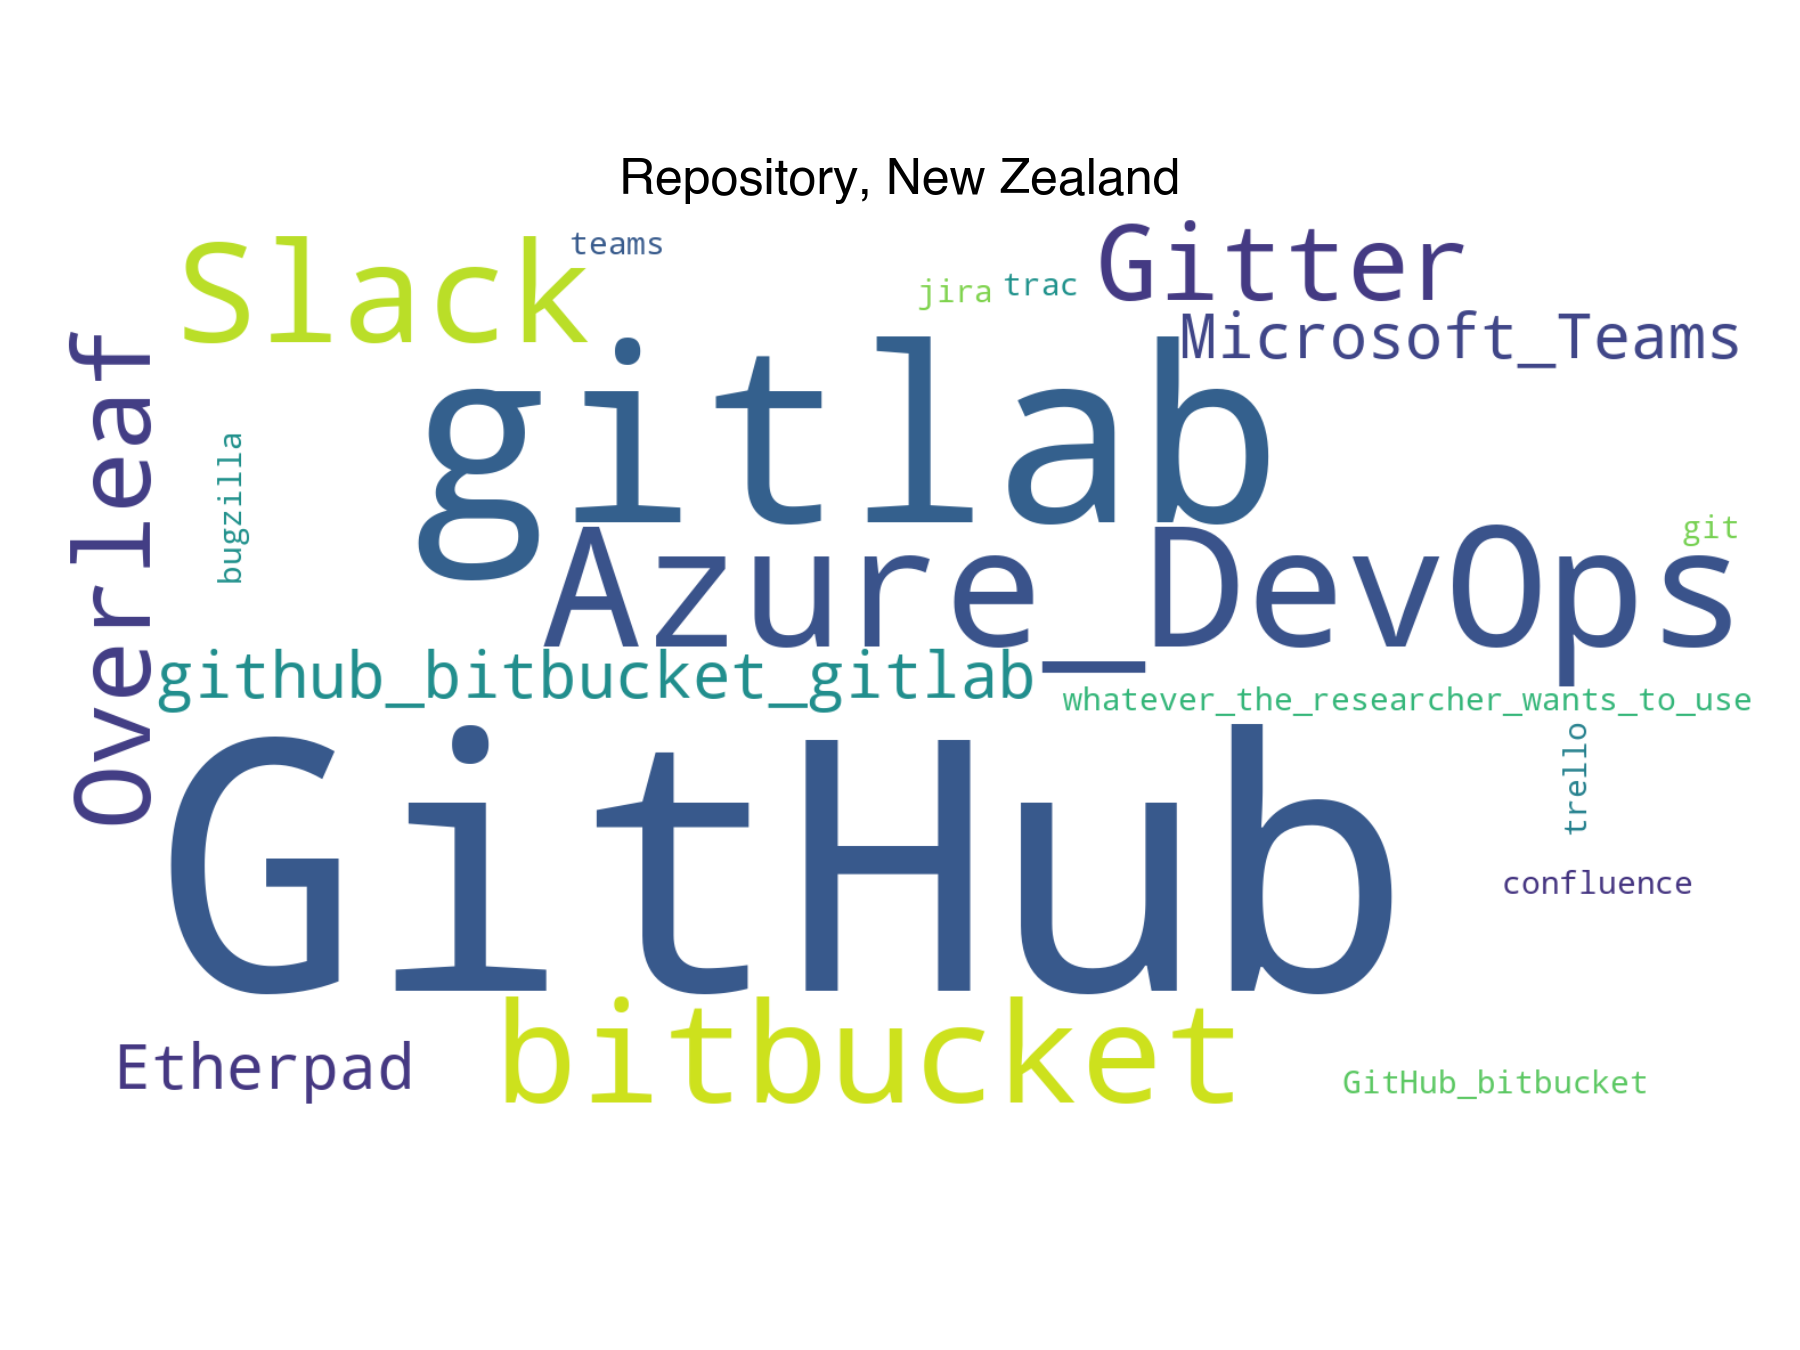 Repository, New Zealand
Slack
teams
jira
trac
Gitter
Microsoft_Teams
Overleaf
gitlab
bugzilla
git
Azure_DevOps
github_bitbucket_gitlab
whatever_the_researcher_wants_to_use
GitHub
trello
confluence
Etherpad
bitbucket
GitHub_bitbucket